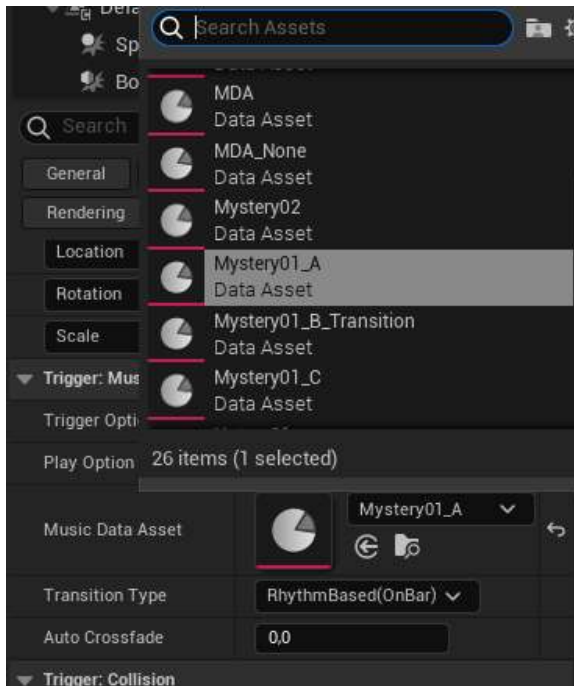 Search Assets
Sp
Bo
Search
General
Rendering
Location
Rotation
Scale
Trigger: Mus
Trigger Opti
Play Option
MDA
Data Asset
MDA_None
Data Asset
Mystery02
Data Asset
Mystery01_A
Data Asset
Mystery01_B_Transition
Data Asset
Mystery01_C
Data Asset
26 items (1 selected)
Music Data Asset
Mystery01_A
Transition Type
RhythmBased(OnBar)
Auto Crossfade
0,0
Trigger: Collision